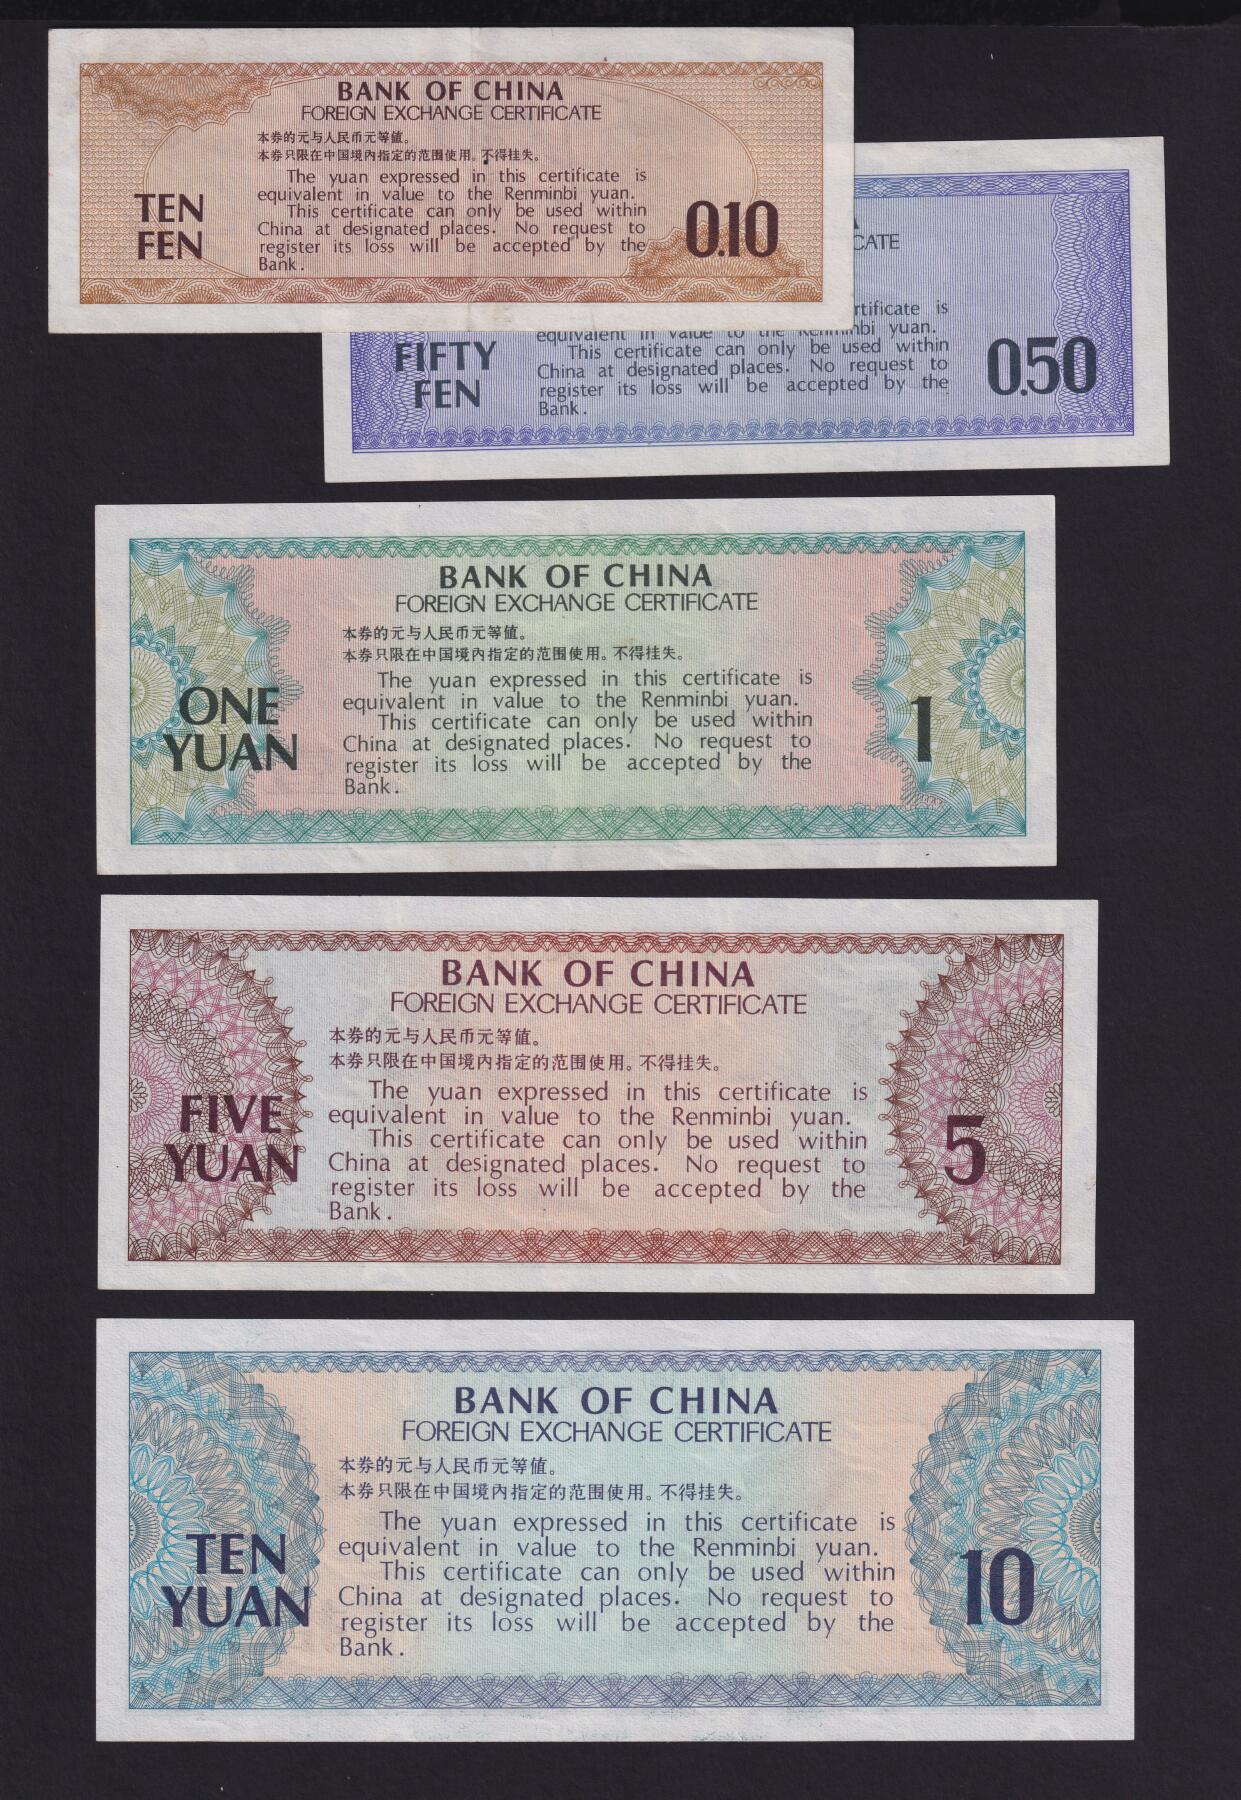 BANK OF CHINA
FOREIGN EXCHANGE CERTIFICATE
本券的元与人民币元等值。
本券只限在中国境内指定的范围使用。不得挂失。
The yuan expressed in this certificate is
equivalent in value to the Renminbi yuan.
This certificate can only be used within
China at designated places. No request to
register its loss will be accepted by the
Bank.
TEN
FEN
0.10
CATE
rtificate is
equivalent in value to the Renminbi yuan.
This certificate can only be used within
China at designated places. No request to
register its loss will be accepted by the
Bank.
FIFTY
FEN
0.50
BANK OF CHINA
FOREIGN EXCHANGE CERTIFICATE
本券的元与人民币元等值。
本券只限在中国境内指定的范围使用。不得挂失。
The yuan expressed in this certificate is
equivalent in value to the Renminbi yuan.
This certificate can only be used within
China at designated places. No request to
register its loss will be accepted by the
Bank.
ONE
YUAN
1
BANK OF CHINA
FOREIGN EXCHANGE CERTIFICATE
本券的元与人民币元等值。
本券只限在中国境内指定的范围使用。不得挂失。
The yuan expressed in this certificate is
equivalent in value to the Renminbi yuan.
This certificate can only be used within
China at designated places. No request to
register its loss will be accepted by the
Bank.
FIVE
YUAN
5
BANK OF CHINA
FOREIGN EXCHANGE CERTIFICATE
本券的元与人民币元等值。
本券只限在中国境内指定的范围使用。不得挂失。
The yuan expressed in this certificate is
equivalent in value to the Renminbi yuan.
This certificate can only be used within
China at designated places. No request to
register its loss will be accepted by the
Bank.
TEN
YUAN
10